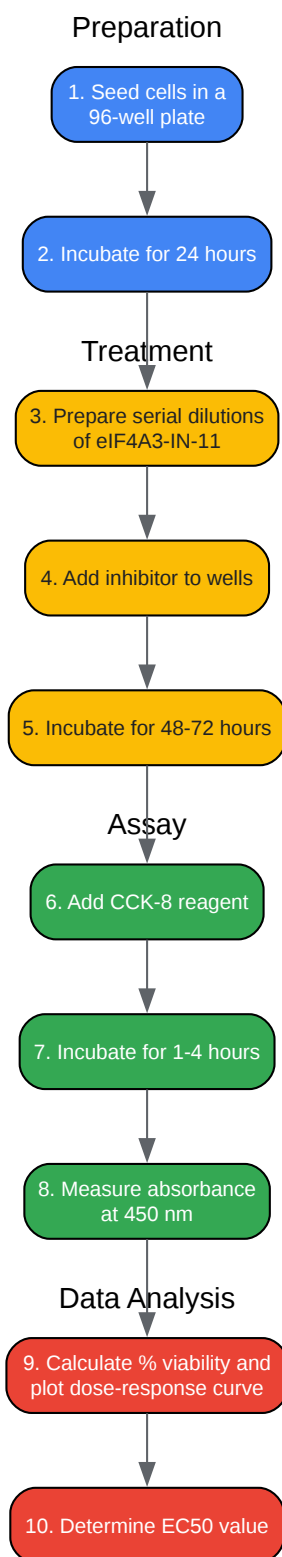 Preparation
1. Seed cells in a
96-well plate
2. Incubate for 24 hours
Treatment
3. Prepare serial dilutions
of eIF4A3-IN-11
4. Add inhibitor to wells
5. Incubate for 48-72 hours
Assay
6. Add CCK-8 reagent
7. Incubate for 1-4 hours
8. Measure absorbance
at 450 nm
Data Analysis
9. Calculate % viability and
plot dose-response curve
10. Determine EC50 value